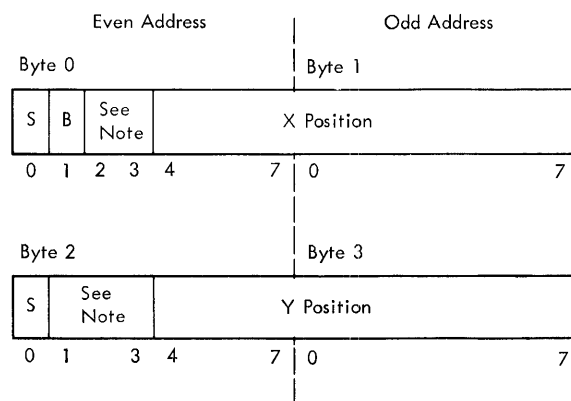 Even Address Odd Address
Byte 0 Byte 1
S B See Note X Position
0 1 2 3 4 7 0 7
Byte 2 Byte 3
S See Note Y Position
0 1 3 4 7 0 7